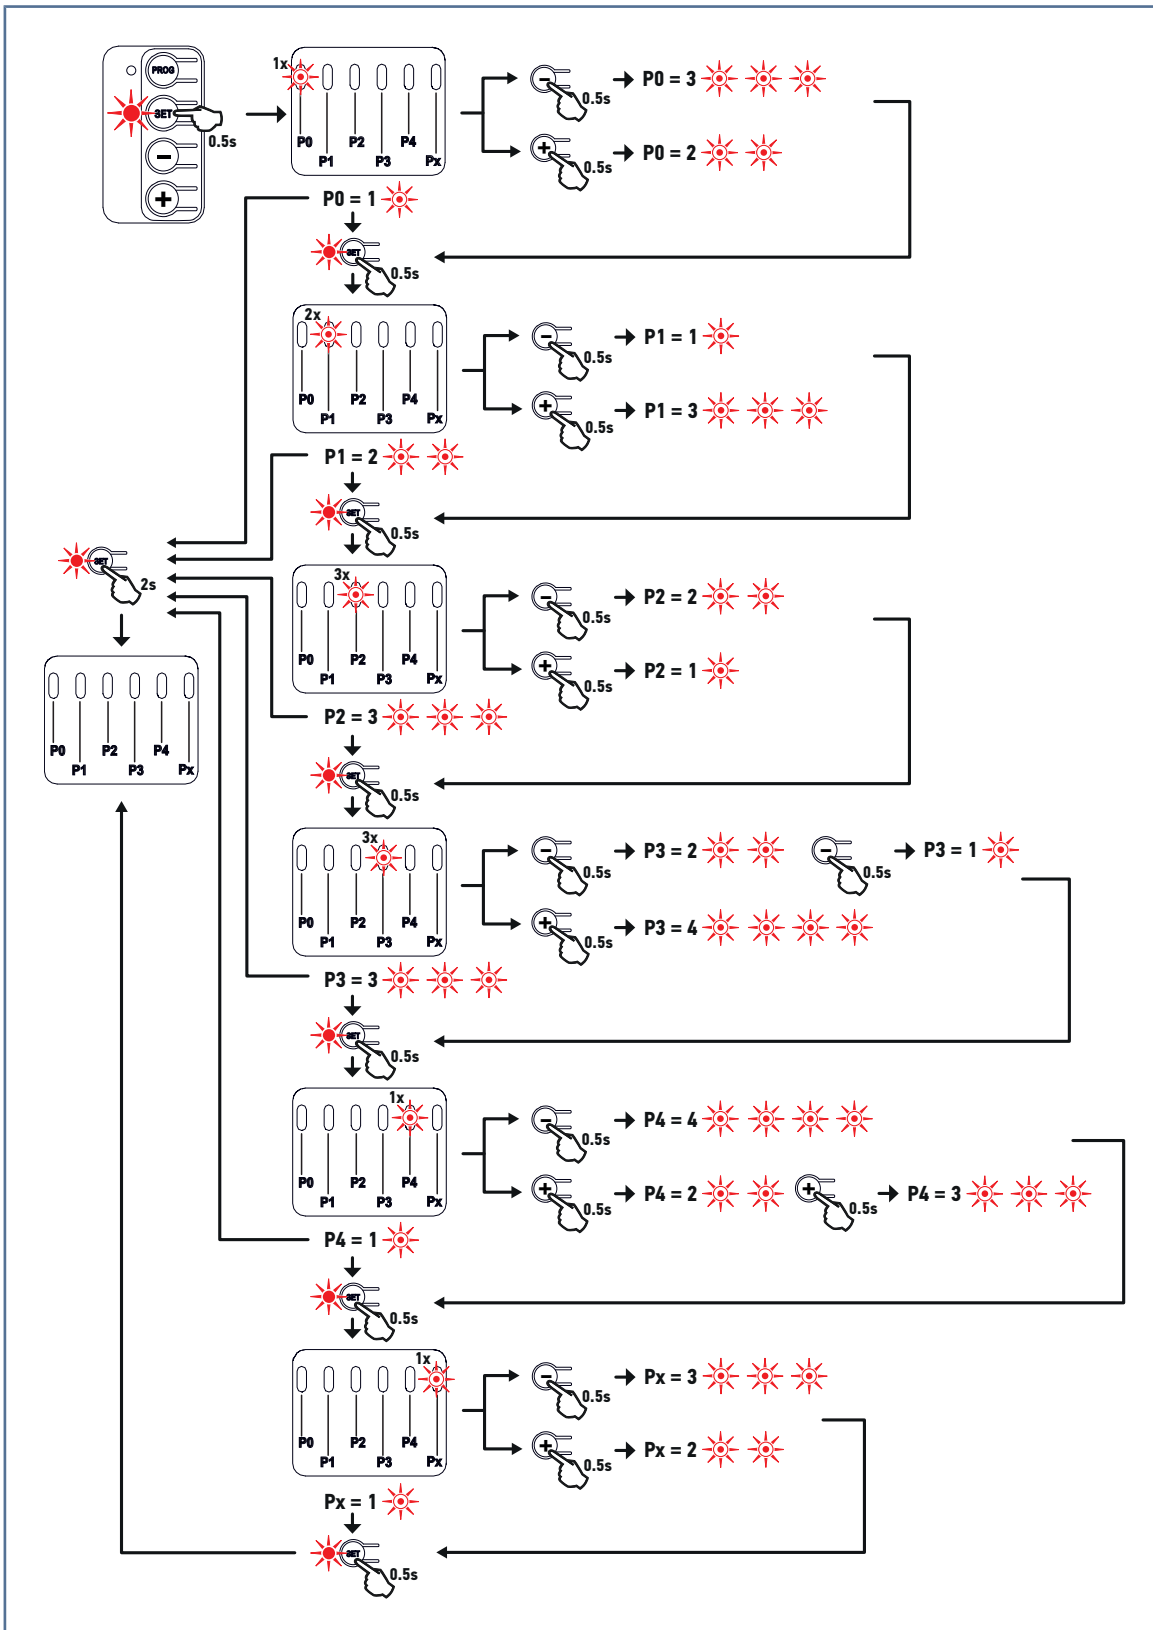 PROG
SET
0.5s
1x
P0 P2 P4
P1 P3 Px
0.5s
P0 = 3
0.5s
P0 = 2
P0 = 1
SET
0.5s
2x
P0 P2 P4
P1 P3 Px
0.5s
P1 = 1
0.5s
P1 = 3
P1 = 2
SET
0.5s
SET
2s
P0 P2 P4
P1 P3 Px
3x
P0 P2 P4
P1 P3 Px
0.5s
P2 = 2
0.5s
P2 = 1
P2 = 3
SET
0.5s
3x
P0 P2 P4
P1 P3 Px
0.5s
P3 = 2
0.5s
P3 = 1
0.5s
P3 = 4
P3 = 3
SET
0.5s
1x
P0 P2 P4
P1 P3 Px
0.5s
P4 = 4
0.5s
P4 = 2
0.5s
P4 = 3
P4 = 1
SET
0.5s
1x
P0 P2 P4
P1 P3 Px
0.5s
Px = 3
0.5s
Px = 2
Px = 1
SET
0.5s